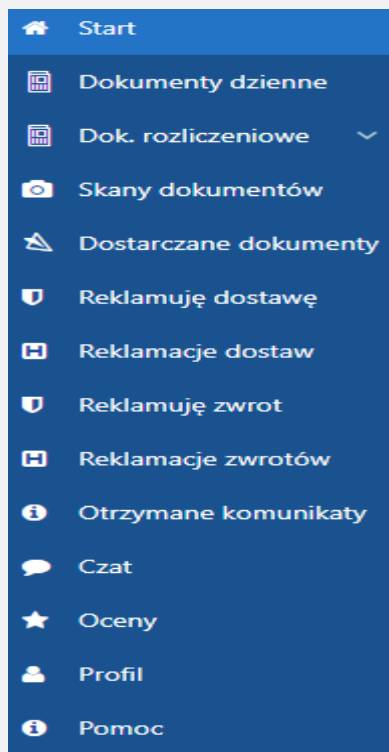 Start
Dokumenty dzienne
Dok. rozliczeniowe
Skany dokumentów
Dostarczane dokumenty
Reklamuję dostawę
Reklamacje dostaw
Reklamuję zwrot
Reklamacje zwrotów
Otrzymane komunikaty
Czat
Oceny
Profil
Pomoc